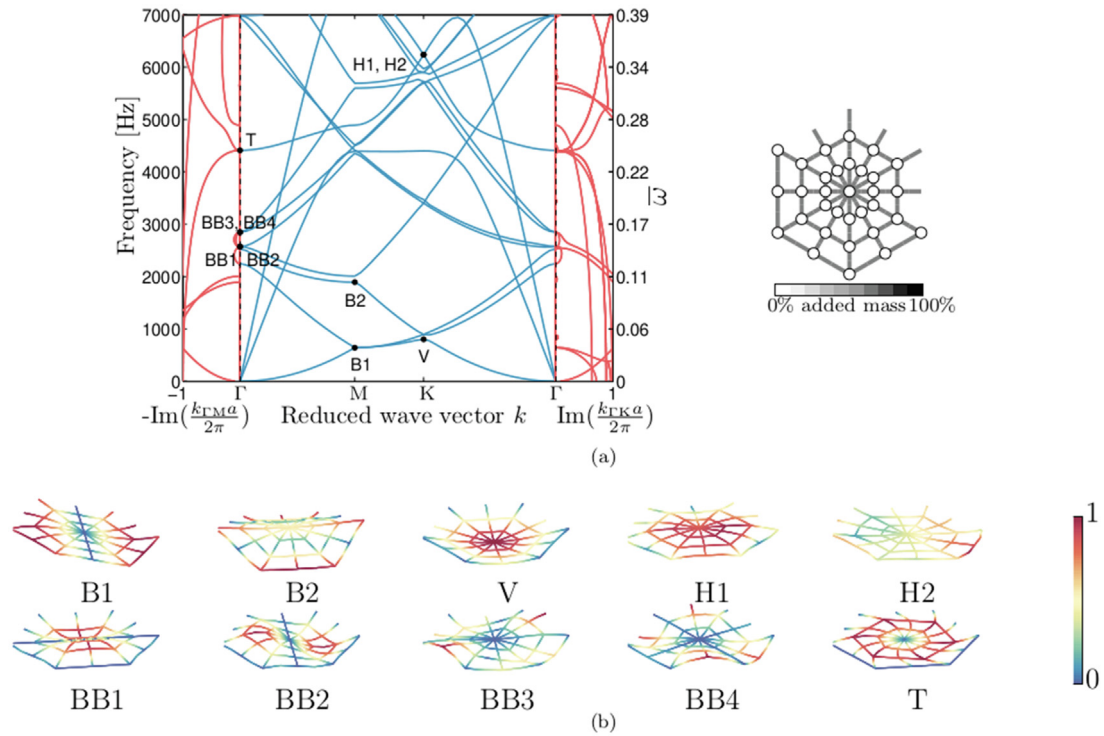 7000
6000
5000
4000
3000
2000
1000
0
Frequency [Hz]
0.39
0.34
0.28
0.22
0.17
0.11
0.06
0
ω̅
H1, H2
T
BB3, BB4
BB1 BB2
B2
B1
V
−1 Γ M K Γ 1
-Im(k_ΓM a / 2π) Reduced wave vector k Im(k_ΓK a / 2π)
0% added mass 100%
(a)
B1 B2 V H1 H2
BB1 BB2 BB3 BB4 T
1
0
(b)